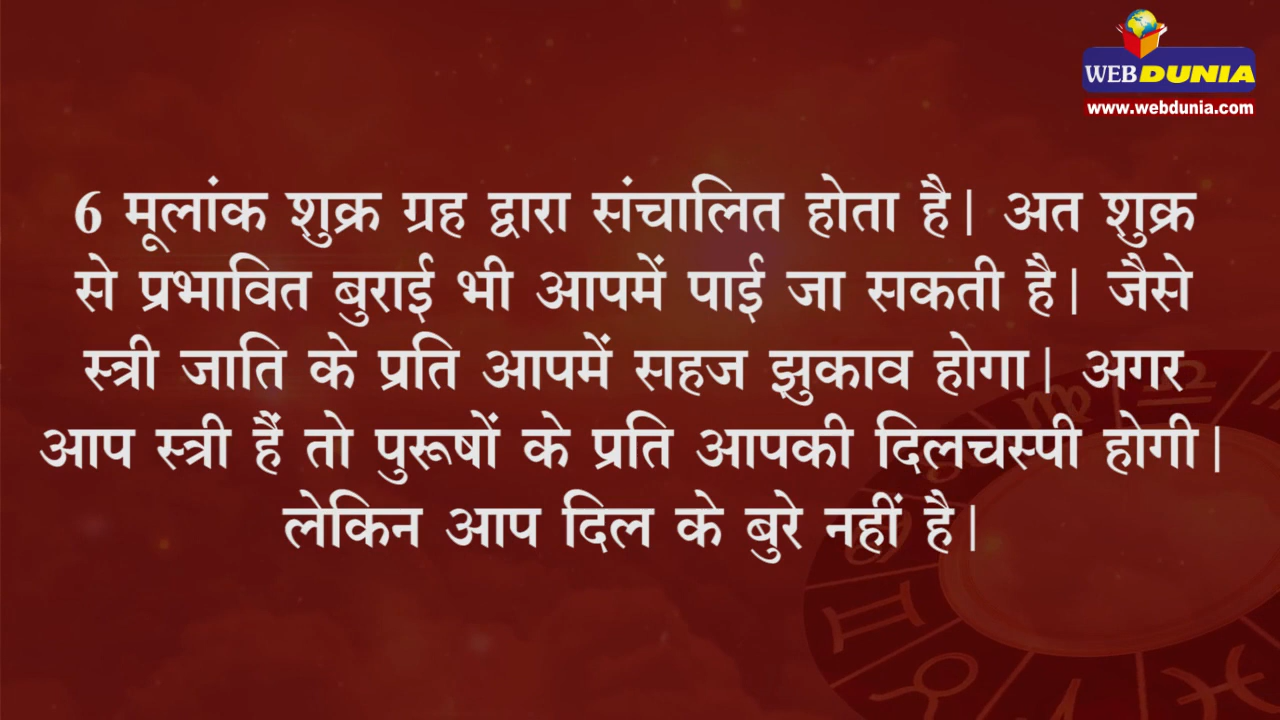 WEBDUNIA
www.webdunia.com
6 मूलांक शुक्र ग्रह द्वारा संचालित होता है| अत शुक्र
से प्रभावित बुराई भी आपमें पाई जा सकती है| जैसे
स्त्री जाति के प्रति आपमें सहज झुकाव होगा| अगर
आप स्त्री हैं तो पुरूषों के प्रति आपकी दिलचस्पी होगी|
लेकिन आप दिल के बुरे नहीं है|